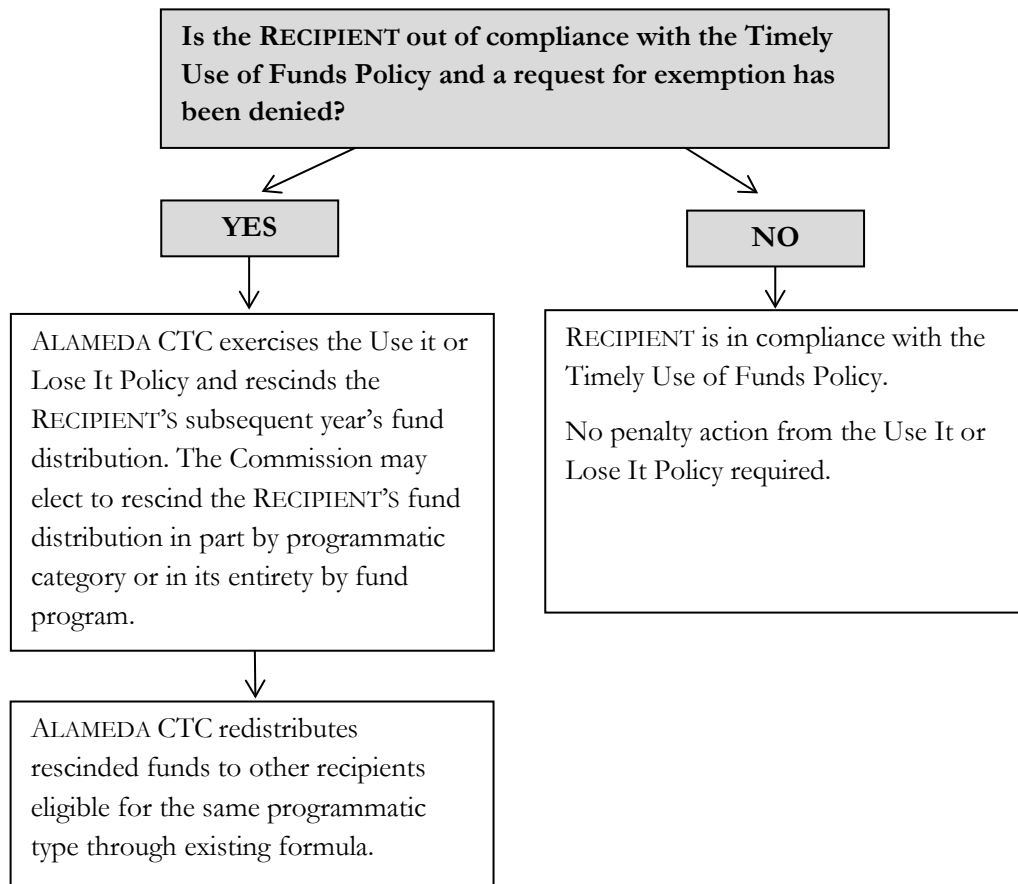 Is the RECIPIENT out of compliance with the Timely
Use of Funds Policy and a request for exemption has
been denied?
YES
NO
ALAMEDA CTC exercises the Use it or
Lose It Policy and rescinds the
RECIPIENT’S subsequent year’s fund
distribution. The Commission may
elect to rescind the RECIPIENT’S fund
distribution in part by programmatic
category or in its entirety by fund
program.
RECIPIENT is in compliance with the
Timely Use of Funds Policy.
No penalty action from the Use It or
Lose It Policy required.
ALAMEDA CTC redistributes
rescinded funds to other recipients
eligible for the same programmatic
type through existing formula.